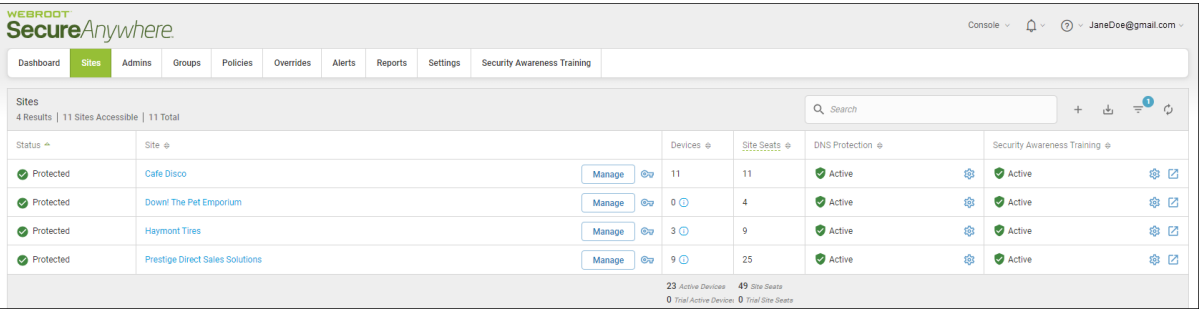 WEBROOT
SecureAnywhere.
Console
JaneDoe@gmail.com
Dashboard Sites Admins Groups Policies Overrides Alerts Reports Settings Security Awareness Training
Sites
4 Results | 11 Sites Accessible | 11 Total
Search
1
Status Site Devices Site Seats DNS Protection Security Awareness Training
Protected Cafe Disco Manage 11 11 Active Active
Protected Down! The Pet Emporium Manage 0 4 Active Active
Protected Haymont Tires Manage 3 9 Active Active
Protected Prestige Direct Sales Solutions Manage 9 25 Active Active
23 Active Devices 49 Site Seats
0 Trial Active Devices 0 Trial Site Seats